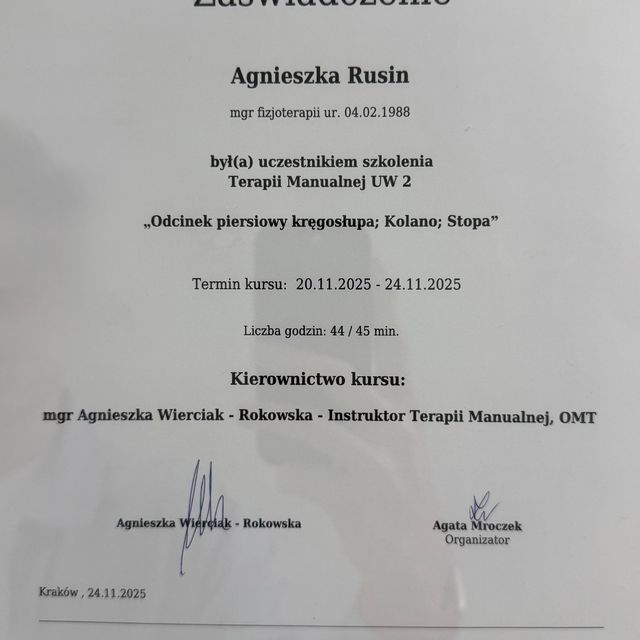 Zaświadczenie
Agnieszka Rusin
mgr fizjoterapii ur. 04.02.1988
był(a) uczestnikiem szkolenia
Terapii Manualnej UW 2
„Odcinek piersiowy kręgosłupa; Kolano; Stopa”
Termin kursu: 20.11.2025 - 24.11.2025
Liczba godzin: 44 / 45 min.
Kierownictwo kursu:
mgr Agnieszka Wierciak - Rokowska - Instruktor Terapii Manualnej, OMT
Agnieszka Wierciak - Rokowska
Agata Mroczek
Organizator
Kraków , 24.11.2025